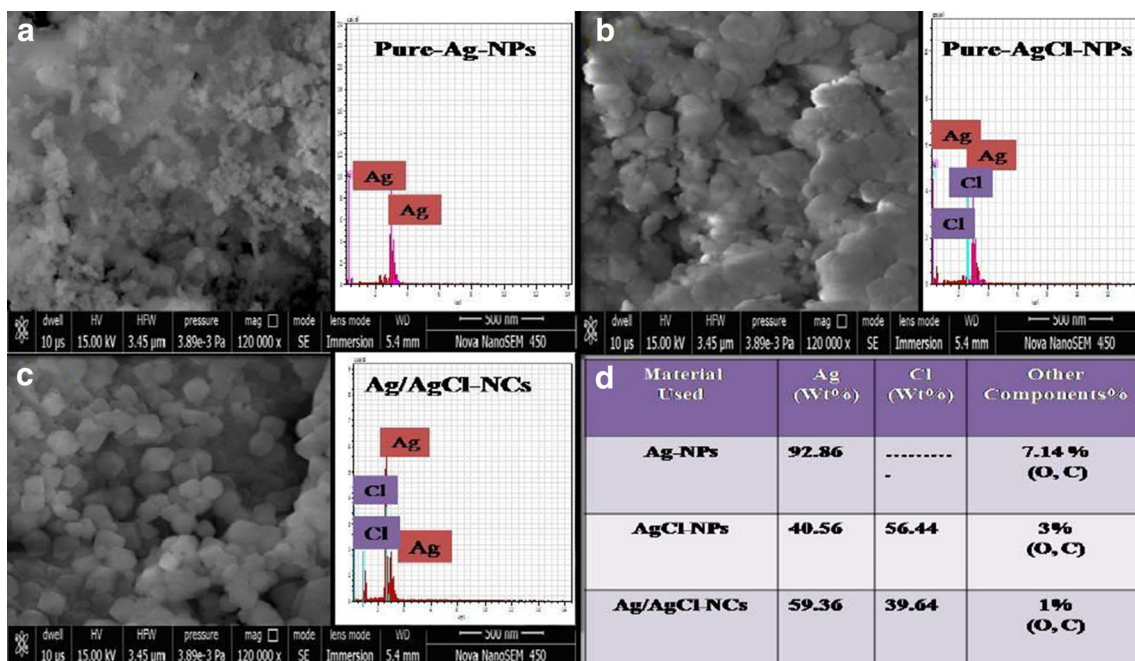 a
Pure-Ag-NPs
Ag
Ag
dwell HV HFW pressure mag mode lens mode WD 500 nm
10 µs 15.00 kV 3.45 µm 3.89e-3 Pa 120 000 x SE Immersion 5.4 mm Nova NanoSEM 450
b
Pure-AgCl-NPs
Ag
Ag
Cl
Cl
dwell HV HFW pressure mag mode lens mode WD 500 nm
10 µs 15.00 kV 3.45 µm 3.89e-3 Pa 120 000 x SE Immersion 5.4 mm Nova NanoSEM 450
c
Ag/AgCl-NCs
Ag
Cl
Cl
Ag
dwell HV HFW pressure mag mode lens mode WD 500 nm
10 µs 15.00 kV 3.45 µm 3.89e-3 Pa 120 000 x SE Immersion 5.4 mm Nova NanoSEM 450
d
Material Ag Cl Other
Used (Wt%) (Wt%) Components%
Ag-NPs 92.86 --------- 7.14 %
- (O, C)
AgCl-NPs 40.56 56.44 3%
(O, C)
Ag/AgCl-NCs 59.36 39.64 1%
(O, C)